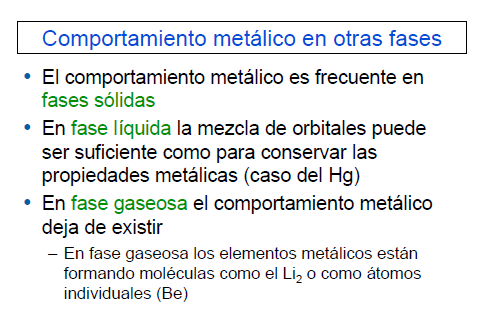 Comportamiento metálico en otras fases
• El comportamiento metálico es frecuente en
fases sólidas
• En fase líquida la mezcla de orbitales puede
ser suficiente como para conservar las
propiedades metálicas (caso del Hg)
• En fase gaseosa el comportamiento metálico
deja de existir
– En fase gaseosa los elementos metálicos están
formando moléculas como el Li₂ o como átomos
individuales (Be)